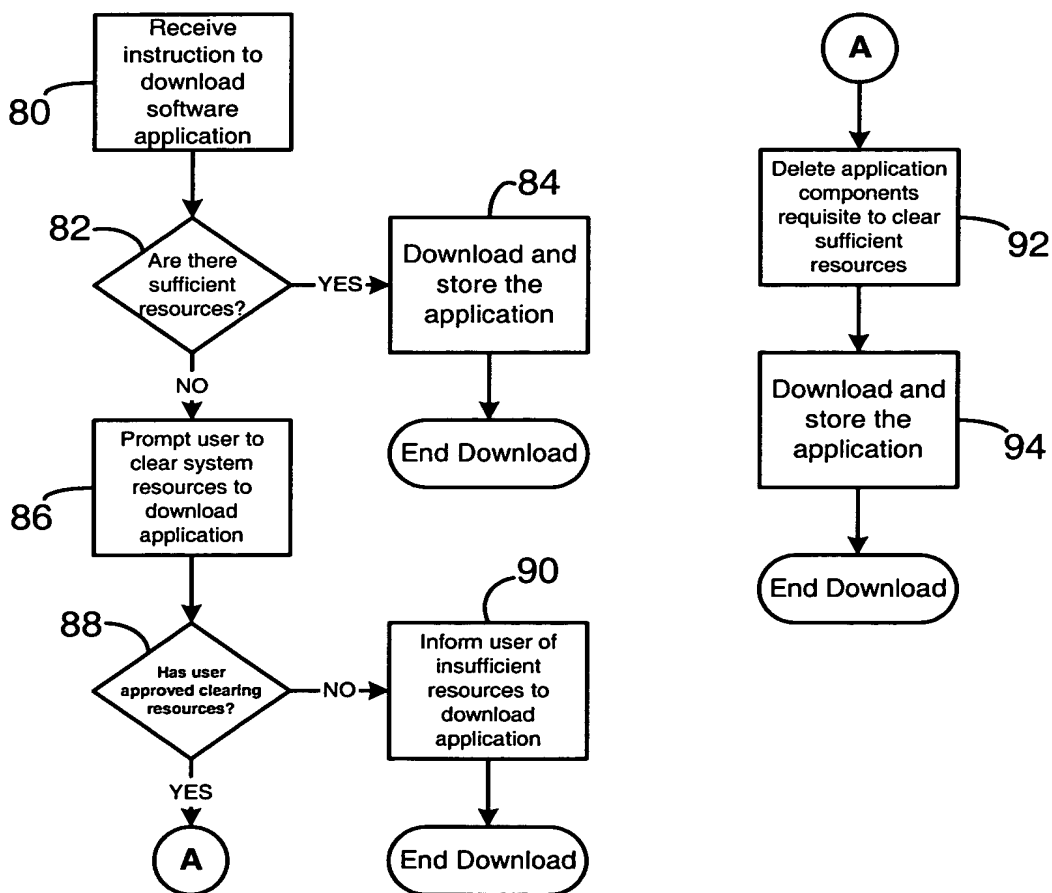 Receive
instruction to
download
software
application
80
82
Are there
sufficient
resources?
YES
84
Download and
store the
application
End Download
NO
Prompt user to
clear system
resources to
download
application
86
88
Has user
approved clearing
resources?
NO
90
Inform user of
insufficient
resources to
download
application
End Download
YES
A
A
Delete application
components
requisite to clear
sufficient
resources
92
Download and
store the
application
94
End Download